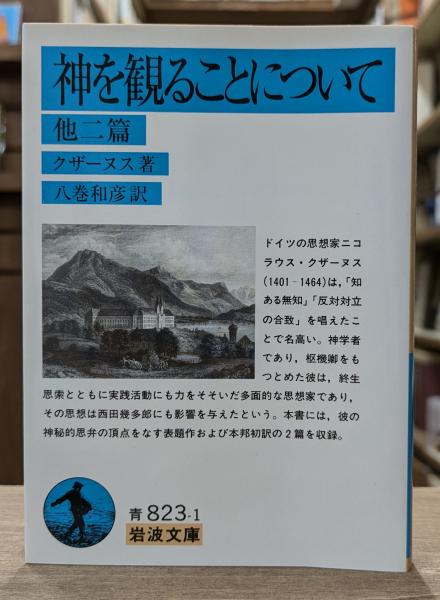 神を観ることについて
他二篇
クザーヌス著
八巻和彦訳
ドイツの思想家ニコ
ラウス・クザーヌス
(1401‐1464)は,「知
ある無知」「反対対立
の合致」を唱えたこ
とで名高い。神学者
であり,枢機卿をも
つとめた彼は,終生
思索とともに実践活動にも力をそそいだ多面的な思想家であり,
その思想は西田幾多郎にも影響を与えたという。本書には,彼の
神秘的思弁の頂点をなす表題作および本邦初訳の2篇を収録。
青 823-1
岩波文庫